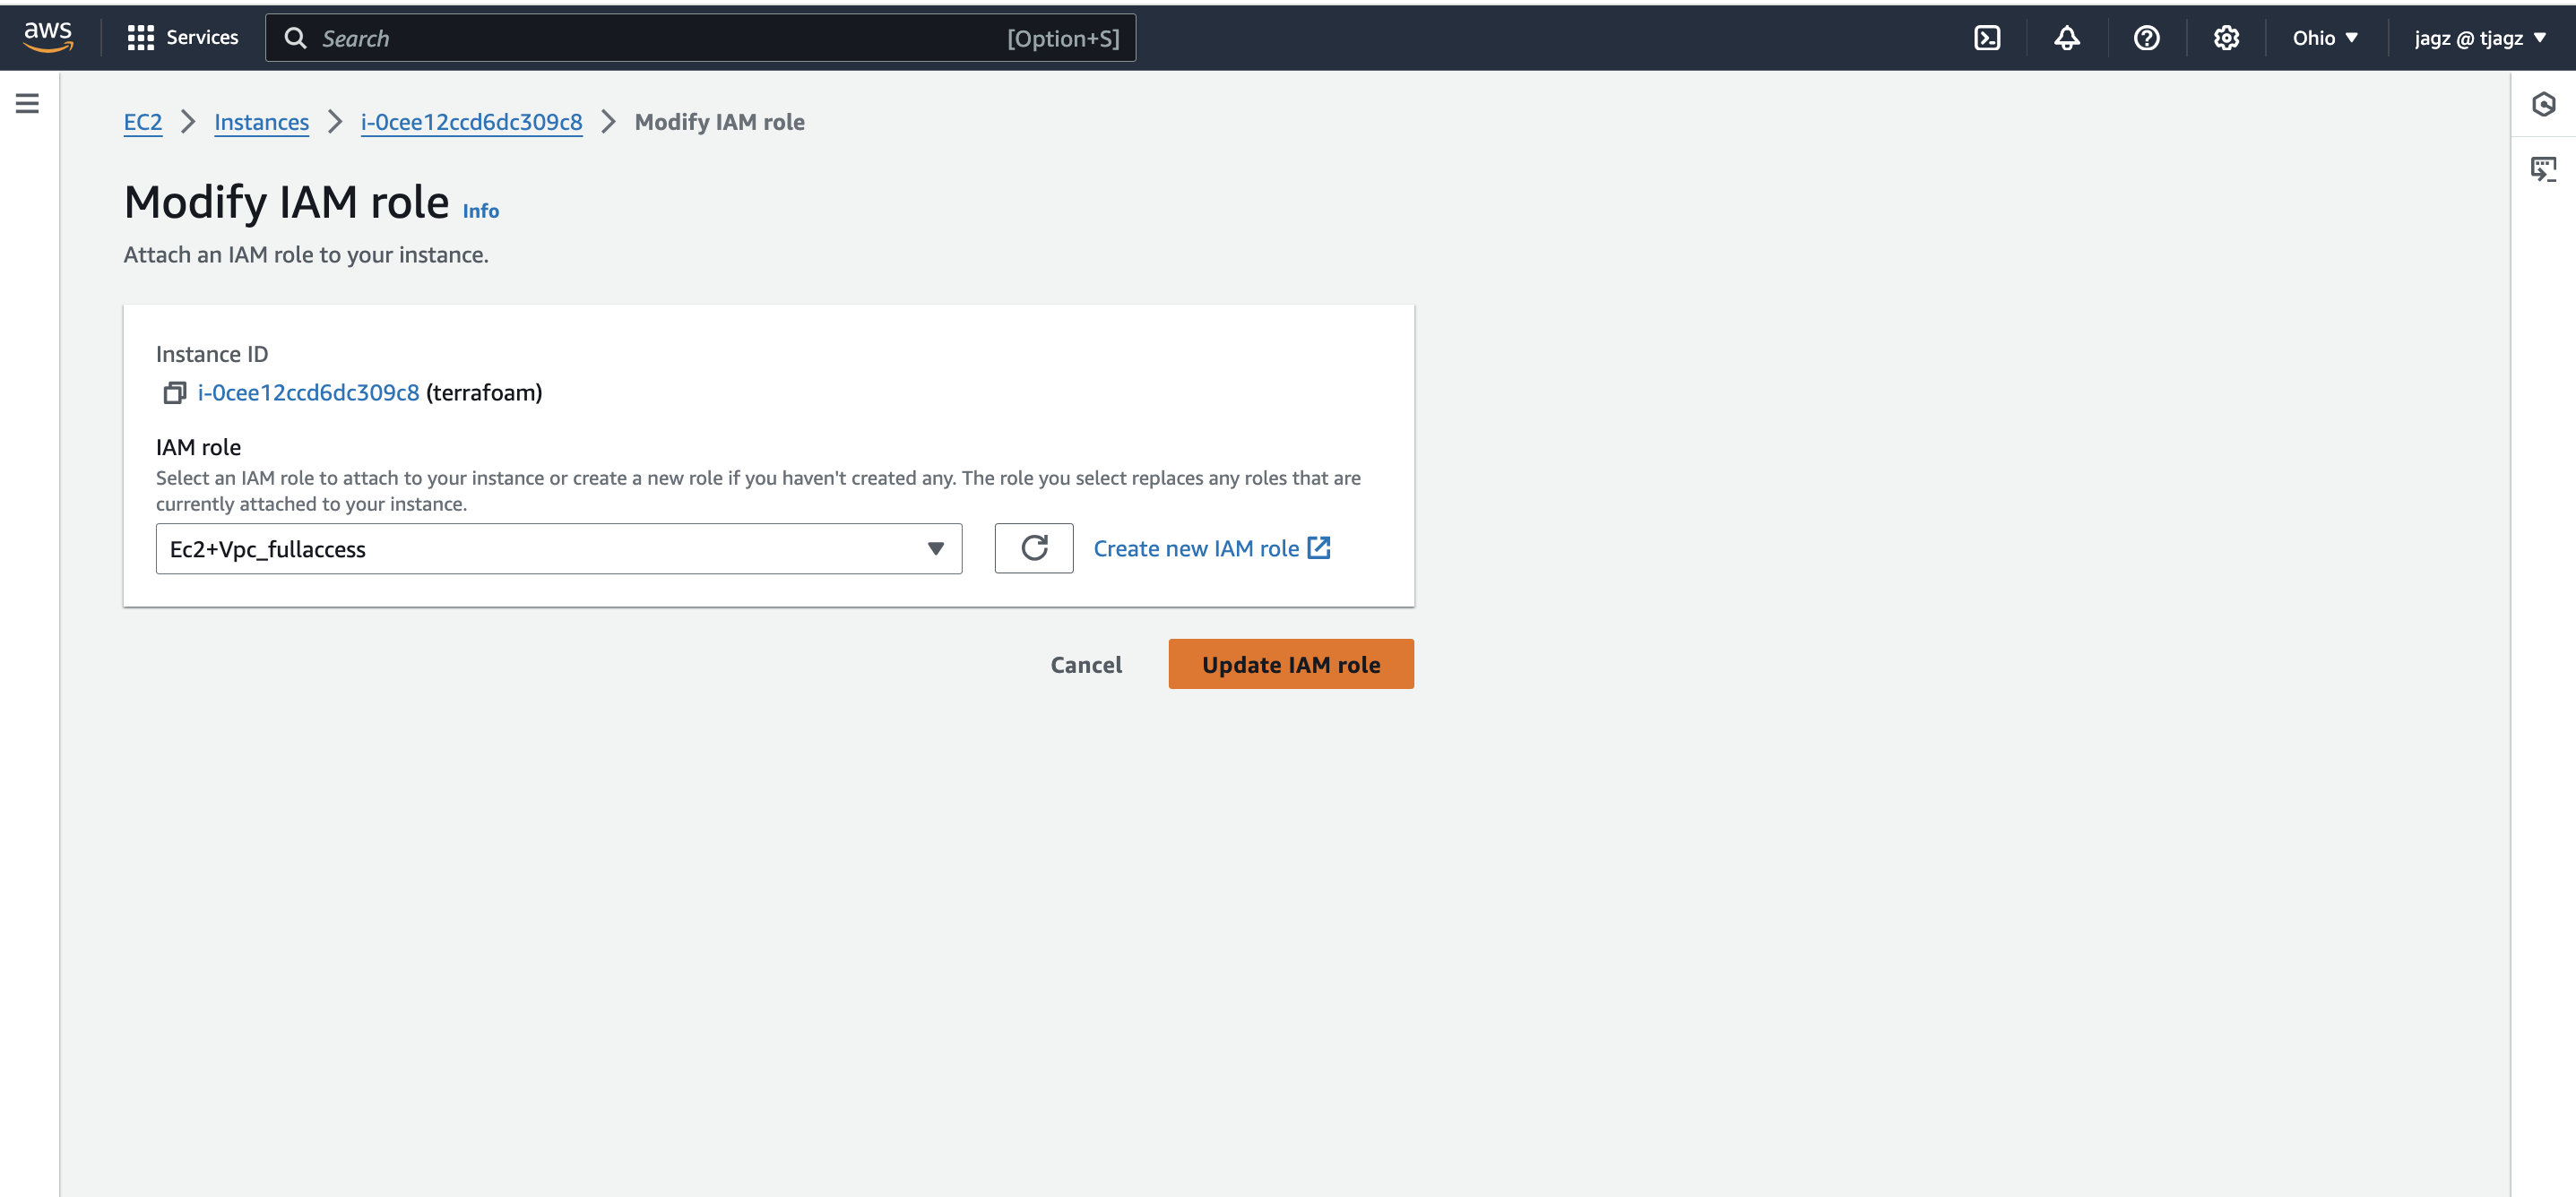 aws
Services
Search
[Option+S]
Ohio
jagz @ tjagz
EC2
Instances
i-0cee12ccd6dc309c8
Modify IAM role
Modify IAM role Info
Attach an IAM role to your instance.
Instance ID
i-0cee12ccd6dc309c8 (terrafoam)
IAM role
Select an IAM role to attach to your instance or create a new role if you haven't created any. The role you select replaces any roles that are
currently attached to your instance.
Ec2+Vpc_fullaccess
Create new IAM role
Cancel
Update IAM role